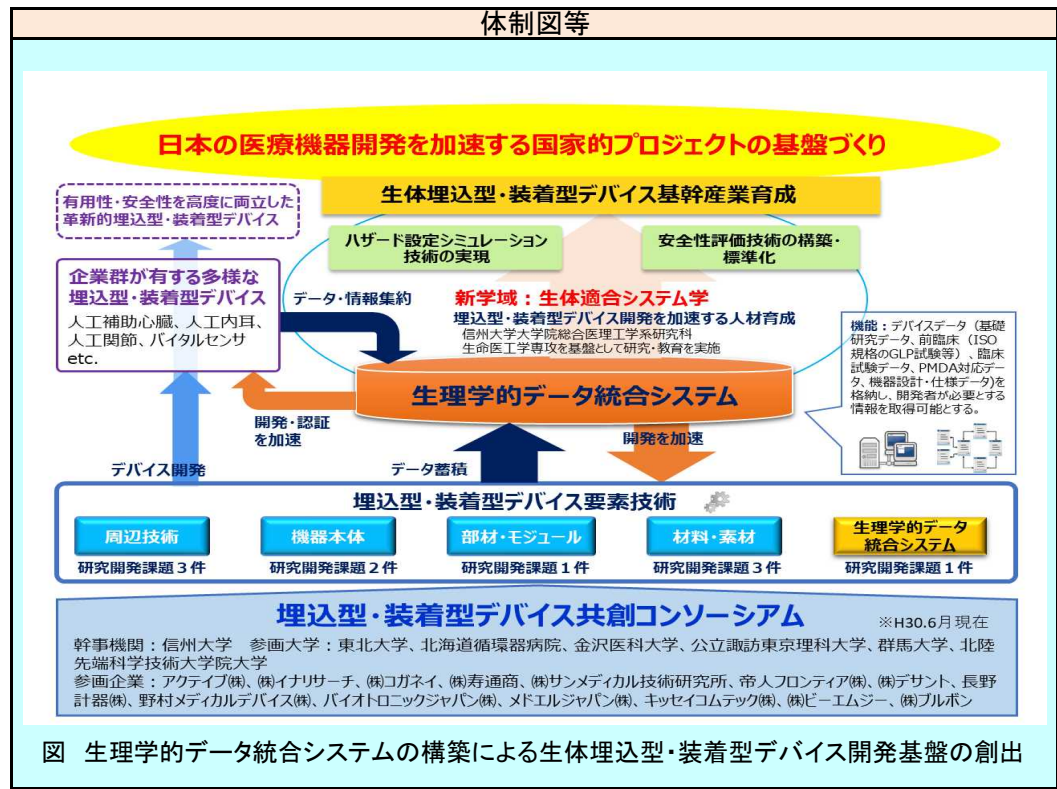 体制図等
日本の医療機器開発を加速する国家的プロジェクトの基盤づくり
有用性・安全性を高度に両立した
革新的埋込型・装着型デバイス
生体埋込型・装着型デバイス基幹産業育成
ハザード設定シミュレーション
技術の実現
安全性評価技術の構築・
標準化
企業群が有する多様な
埋込型・装着型デバイス
人工補助心臓、人工内耳、
人工関節、バイタルセンサ
etc.
データ・情報集約
新学域：生体適合システム学
埋込型・装着型デバイス開発を加速する人材育成
信州大学大学院総合医理工学系研究科
生命医工学専攻を基盤として研究・教育を実施
機能：デバイスデータ（基礎
研究データ、前臨床（ISO
規格のGLP試験等）、臨床
試験データ、PMDA対応デー
タ、機器設計・仕様データ)を
格納し、開発者が必要とする
情報を取得可能とする。
生理学的データ統合システム
開発・認証
を加速
開発を加速
デバイス開発
データ蓄積
埋込型・装着型デバイス要素技術
周辺技術
研究開発課題３件
機器本体
研究開発課題２件
部材・モジュール
研究開発課題１件
材料・素材
研究開発課題３件
生理学的データ
統合システム
研究開発課題１件
埋込型・装着型デバイス共創コンソーシアム
※H30.6月現在
幹事機関：信州大学　参画大学：東北大学、北海道循環器病院、金沢医科大学、公立諏訪東京理科大学、群馬大学、北陸
先端科学技術大学院大学
参画企業：アクティブ㈱、㈱イナリサーチ、㈱コガネイ、㈱寿通商、㈱サンメディカル技術研究所、帝人フロンティア㈱、㈱デサント、長野
計器㈱、野村メディカルデバイス㈱、バイオトロニックジャパン㈱、メドエルジャパン㈱、キッセイコムテック㈱、㈱ビーエムジー、㈱ブルボン
図　生理学的データ統合システムの構築による生体埋込型・装着型デバイス開発基盤の創出